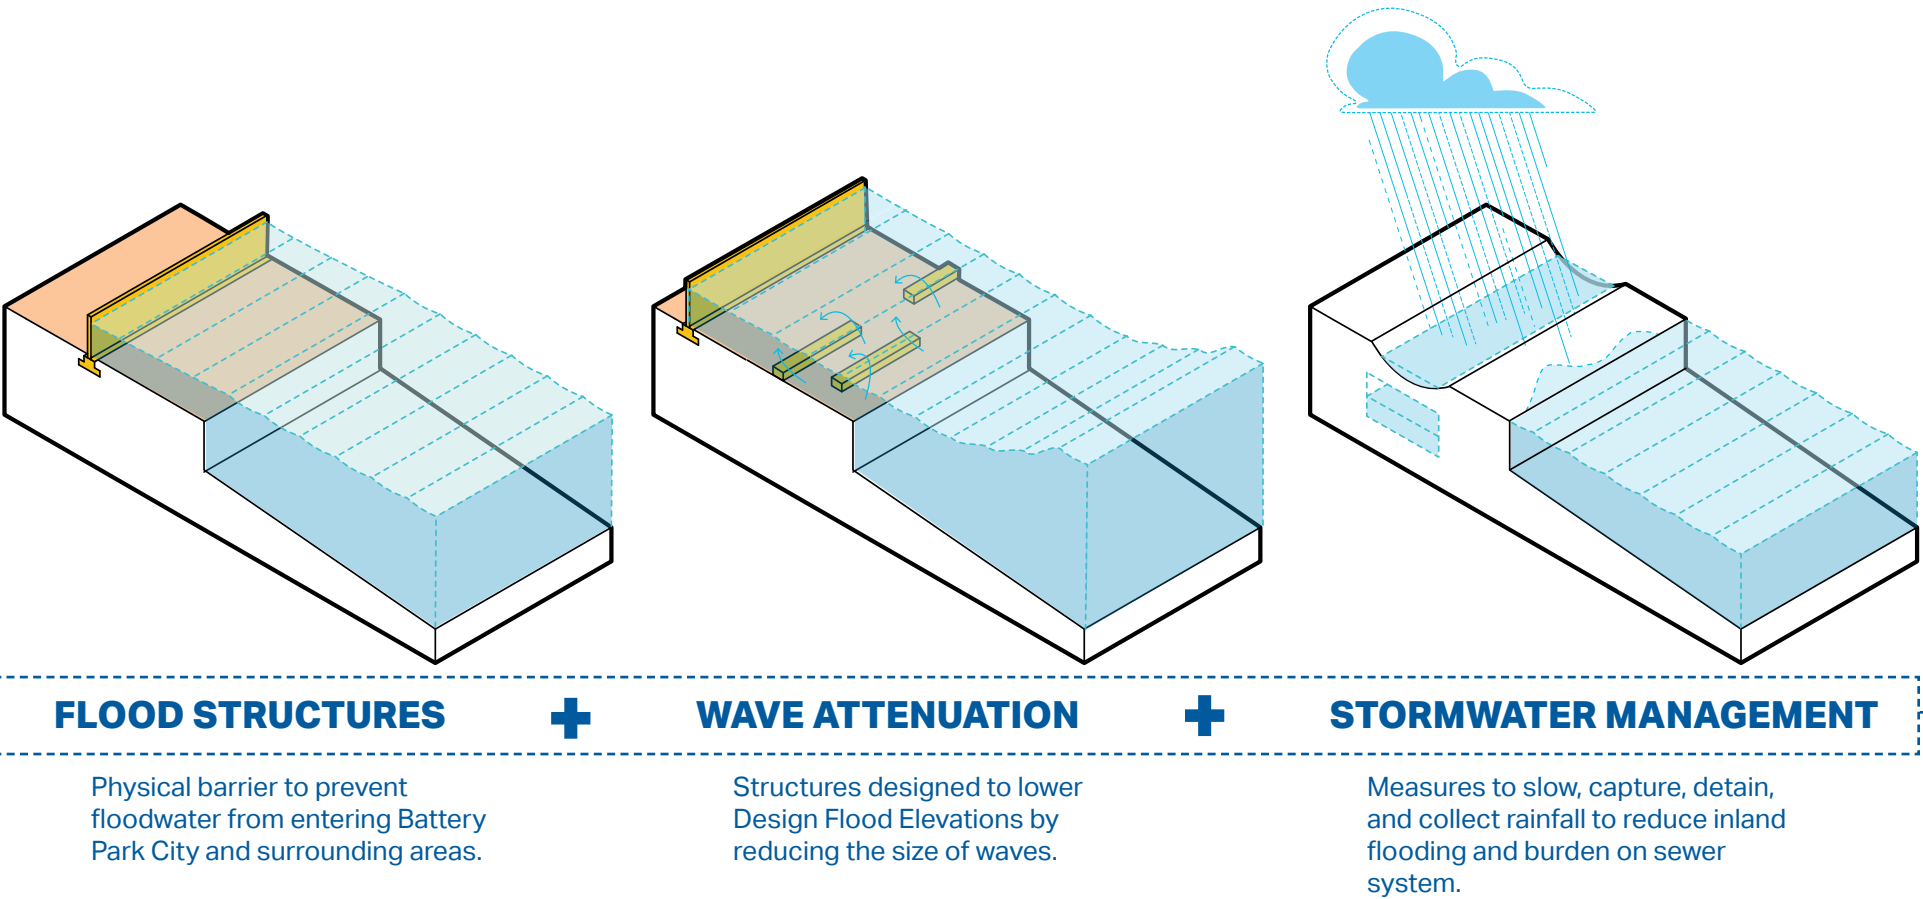 FLOOD STRUCTURES + WAVE ATTENUATION + STORMWATER MANAGEMENT
Physical barrier to prevent
floodwater from entering Battery
Park City and surrounding areas.
Structures designed to lower
Design Flood Elevations by
reducing the size of waves.
Measures to slow, capture, detain,
and collect rainfall to reduce inland
flooding and burden on sewer
system.